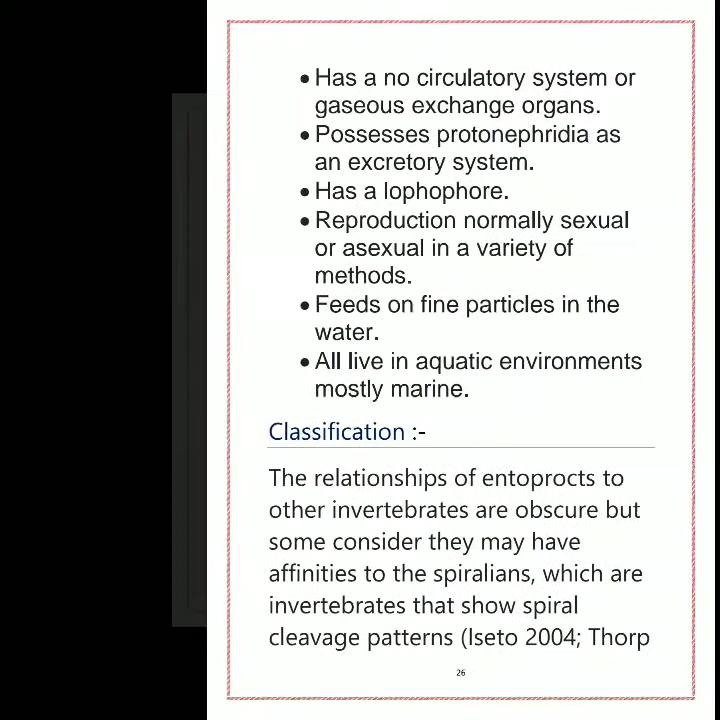 • Has a no circulatory system or
gaseous exchange organs.
• Possesses protonephridia as
an excretory system.
• Has a lophophore.
• Reproduction normally sexual
or asexual in a variety of
methods.
• Feeds on fine particles in the
water.
• All live in aquatic environments
mostly marine.
Classification :-
The relationships of entoprocts to
other invertebrates are obscure but
some consider they may have
affinities to the spiralians, which are
invertebrates that show spiral
cleavage patterns (Iseto 2004; Thorp
26